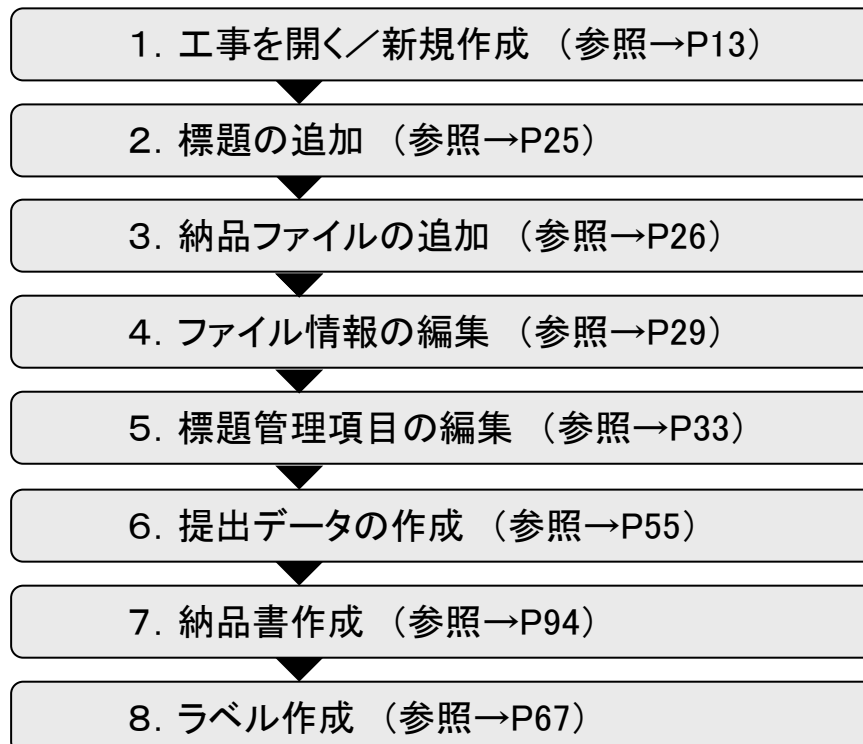 １．工事を開く／新規作成 （参照→P13）
２．標題の追加 （参照→P25）
３．納品ファイルの追加 （参照→P26）
４．ファイル情報の編集 （参照→P29）
５．標題管理項目の編集 （参照→P33）
６．提出データの作成 （参照→P55）
７．納品書作成 （参照→P94）
８．ラベル作成 （参照→P67）